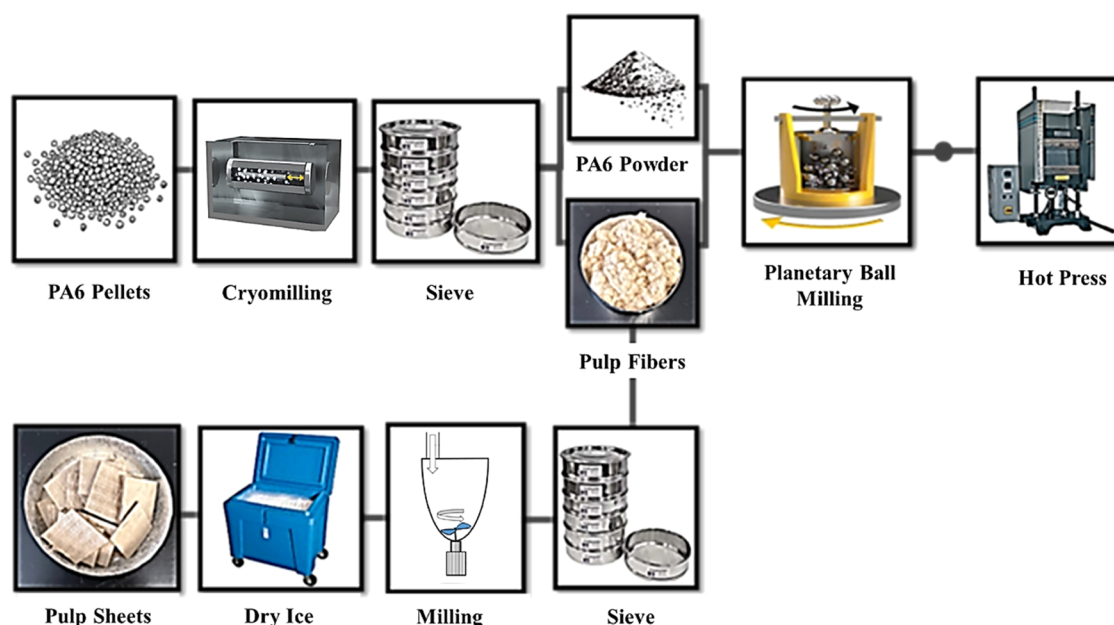 PA6 Pellets
Cryomilling
Sieve
PA6 Powder
Pulp Fibers
Planetary Ball
Milling
Hot Press
Pulp Sheets
Dry Ice
Milling
Sieve